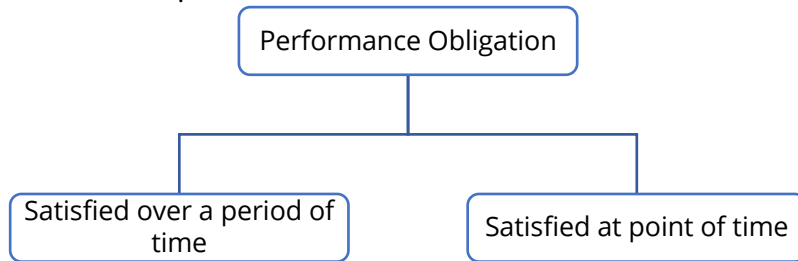 Performance Obligation
Satisfied over a period of
time
Satisfied at point of time